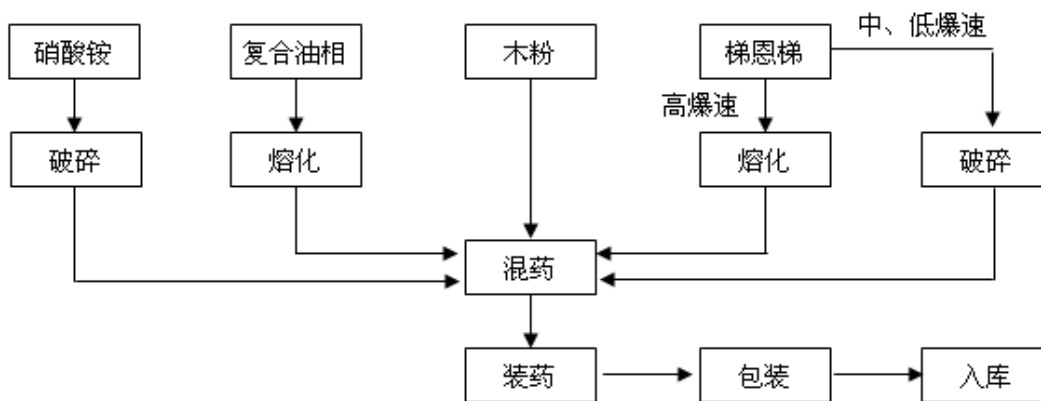 中、低爆速
硝酸铵
复合油相
木粉
梯恩梯
高爆速
破碎
熔化
熔化
破碎
混药
装药
包装
入库